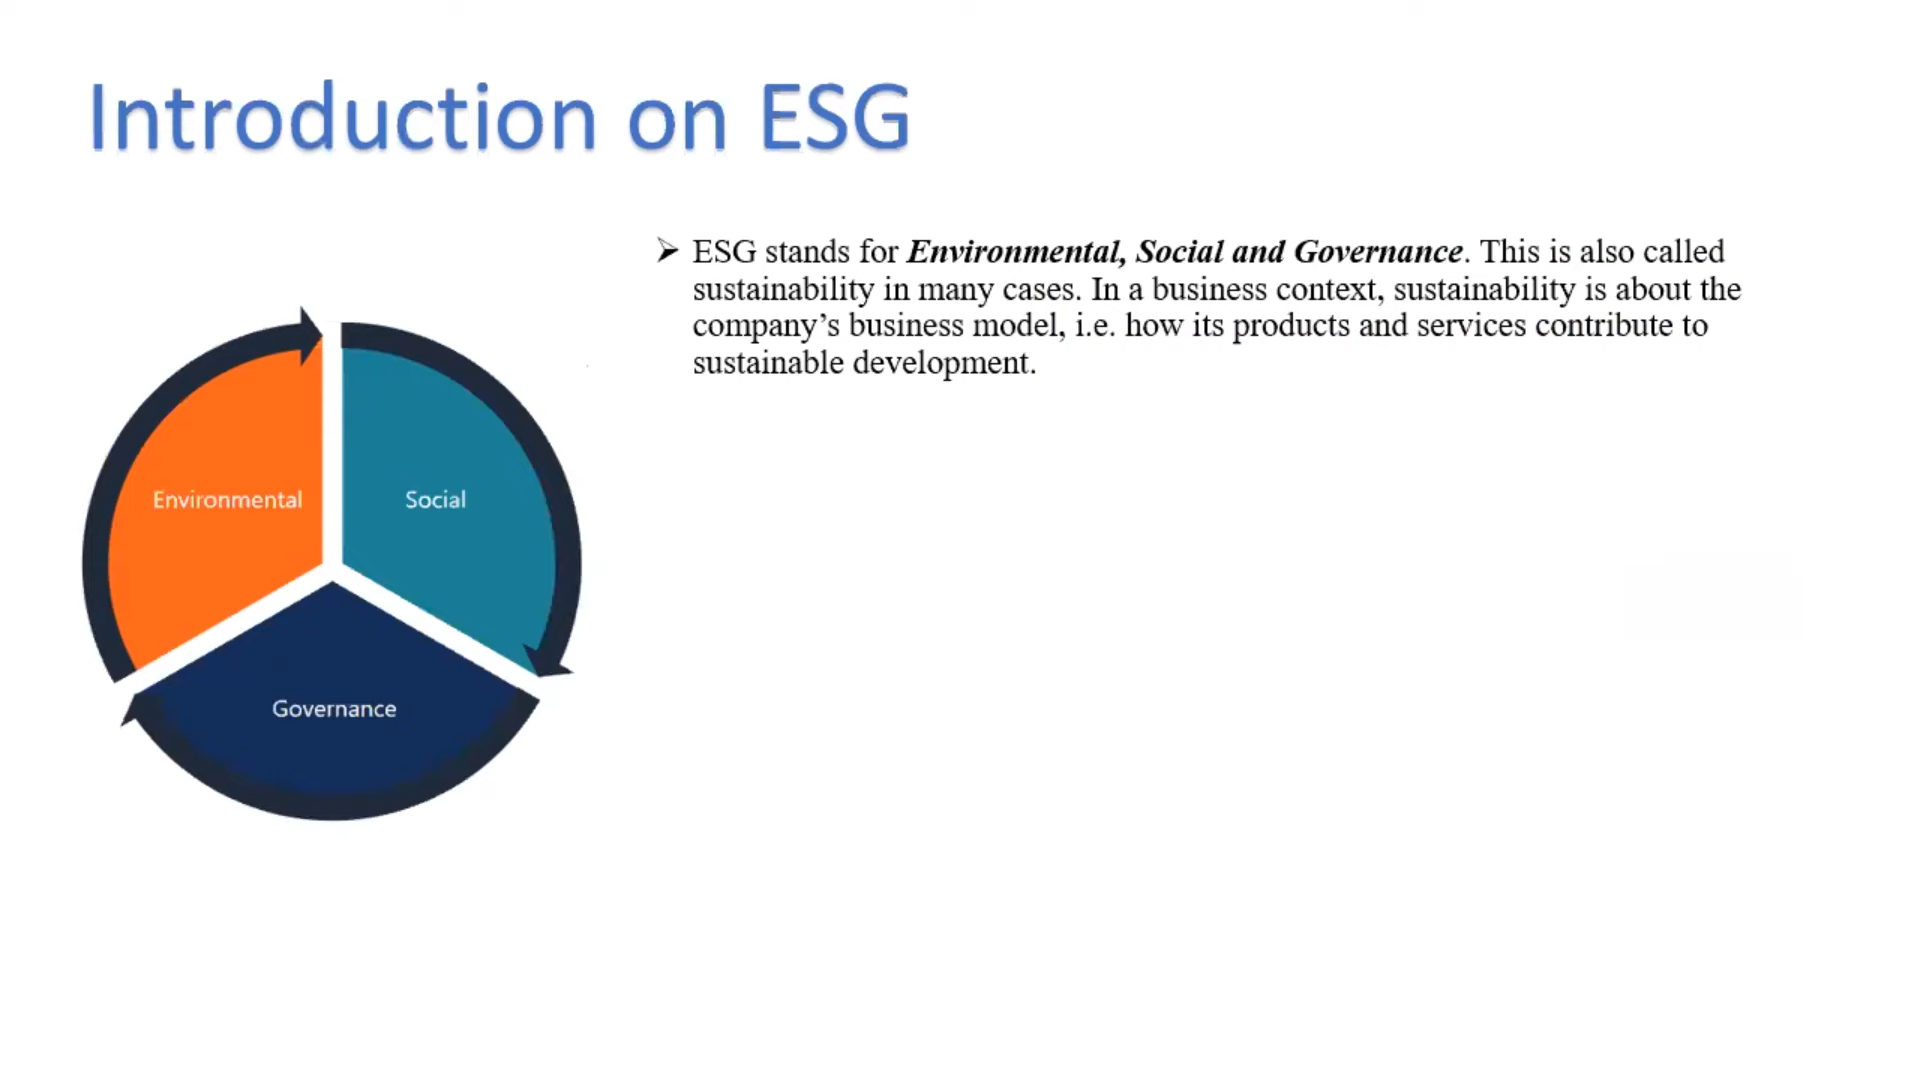 Introduction on ESG
➢ ESG stands for Environmental, Social and Governance. This is also called
sustainability in many cases. In a business context, sustainability is about the
company’s business model, i.e. how its products and services contribute to
sustainable development.
Environmental
Social
Governance